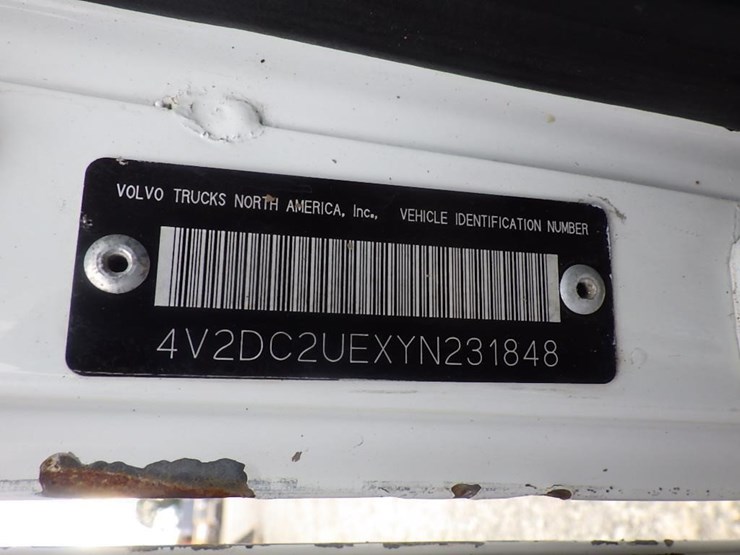 VOLVO TRUCKS NORTH AMERICA, Inc., VEHICLE IDENTIFICATION NUMBER
4V2DC2UEXYN231848